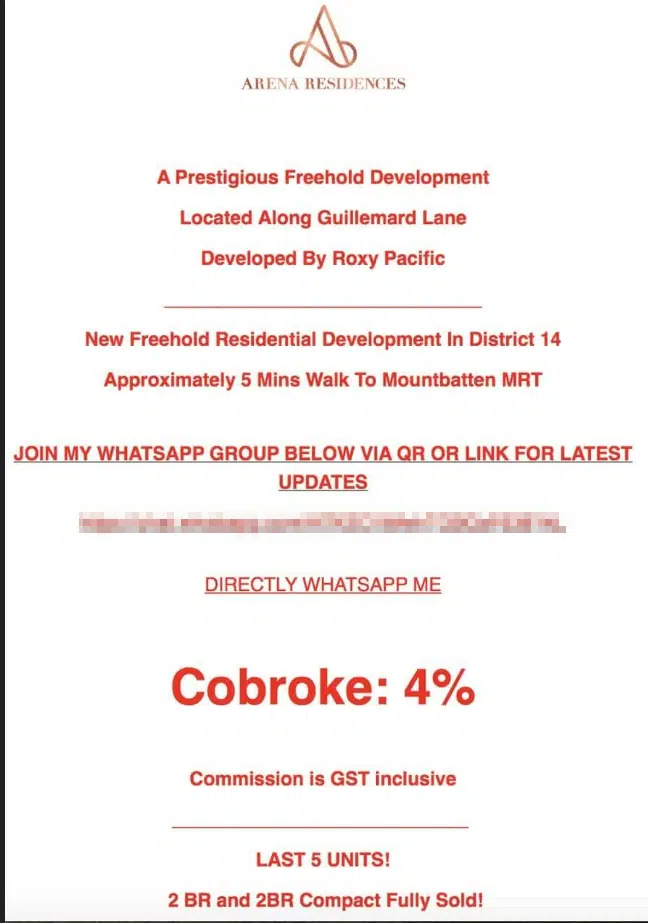 ARENA RESIDENCES
A Prestigious Freehold Development
Located Along Guillemard Lane
Developed By Roxy Pacific
New Freehold Residential Development In District 14
Approximately 5 Mins Walk To Mountbatten MRT
JOIN MY WHATSAPP GROUP BELOW VIA QR OR LINK FOR LATEST
UPDATES
DIRECTLY WHATSAPP ME
Cobroke: 4%
Commission is GST inclusive
LAST 5 UNITS!
2 BR and 2BR Compact Fully Sold!